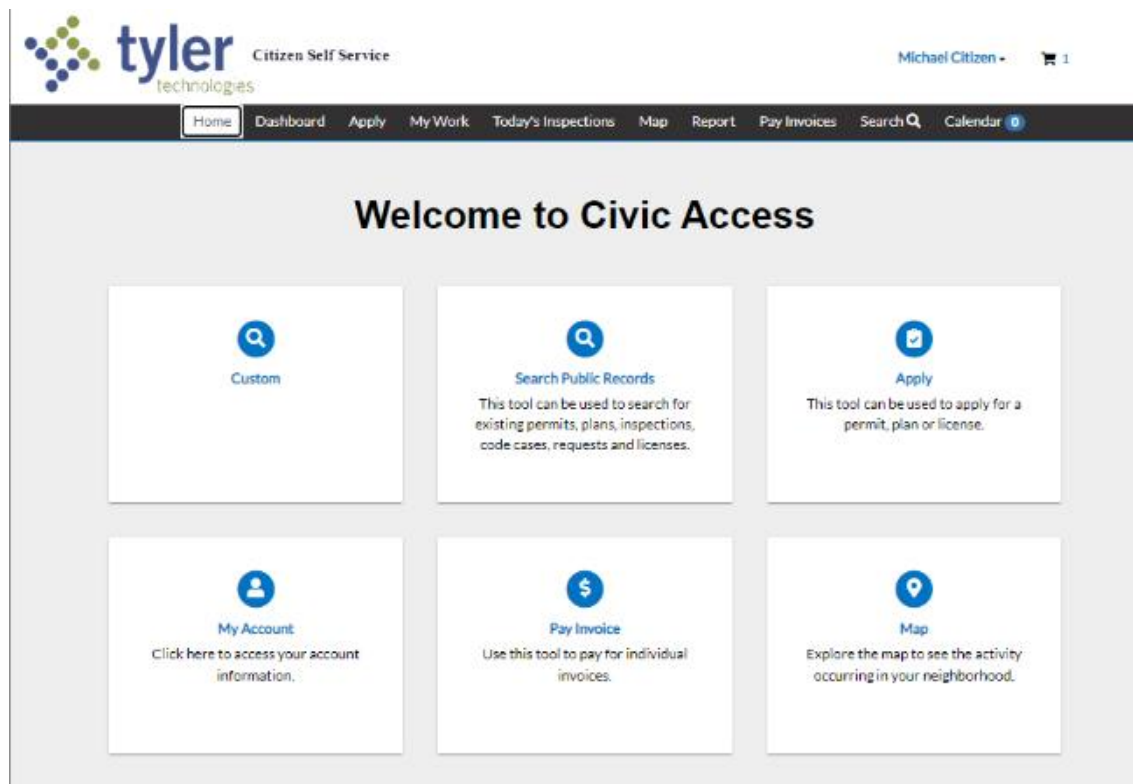 tyler
technologies
Citizen Self Service
Michael Citizen
1
Home Dashboard Apply My Work Today's Inspections Map Report Pay Invoices Search Calendar 0
Welcome to Civic Access
Custom
Search Public Records
This tool can be used to search for
existing permits, plans, inspections,
code cases, requests and licenses.
Apply
This tool can be used to apply for a
permit, plan or license.
My Account
Click here to access your account
information.
Pay Invoice
Use this tool to pay for individual
invoices.
Map
Explore the map to see the activity
occurring in your neighborhood.